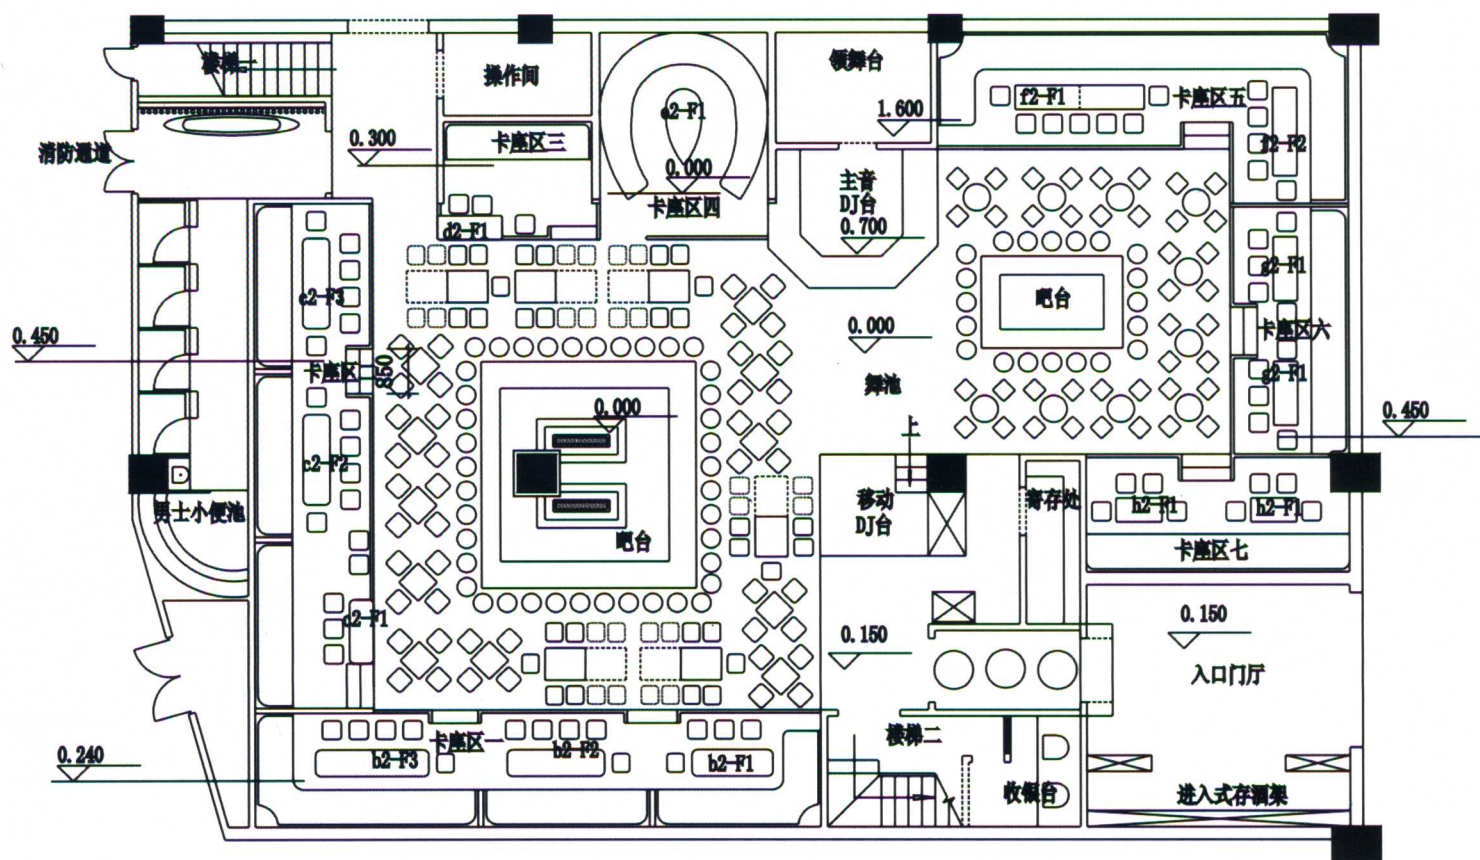 楼梯一
操作间
领舞台
a2-F1
f2-F1
卡座区五
1.600
消防通道
0.300
卡座区三
f2-F2
0.000
主音
DJ台
卡座区四
d2-F1
0.700
g2-F1
c2-F3
吧台
0.450
0.000
卡座区六
卡座区
850
舞池
g2-F1
0.000
0.450
上
c2-F2
男士小便池
移动
DJ台
寄存处
h2-F1
h2-F1
吧台
卡座区七
c2-F1
0.150
0.150
入口门厅
卡座区一
楼梯二
0.240
b2-F3
b2-F2
b2-F1
收银台
进入式存酒架